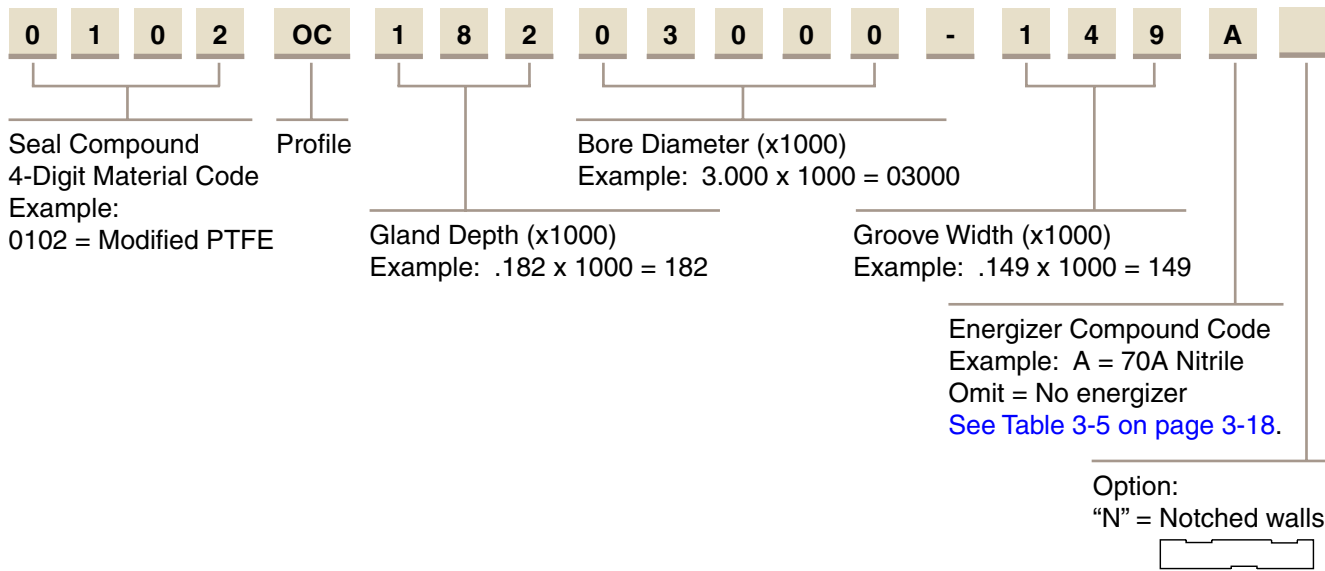 0 1 0 2 OC 1 8 2 0 3 0 0 0 - 1 4 9 A
Seal Compound
4-Digit Material Code
Example:
0102 = Modified PTFE
Profile
Gland Depth (x1000)
Example: .182 x 1000 = 182
Bore Diameter (x1000)
Example: 3.000 x 1000 = 03000
Groove Width (x1000)
Example: .149 x 1000 = 149
Energizer Compound Code
Example: A = 70A Nitrile
Omit = No energizer
See Table 3-5 on page 3-18.
Option:
“N” = Notched walls